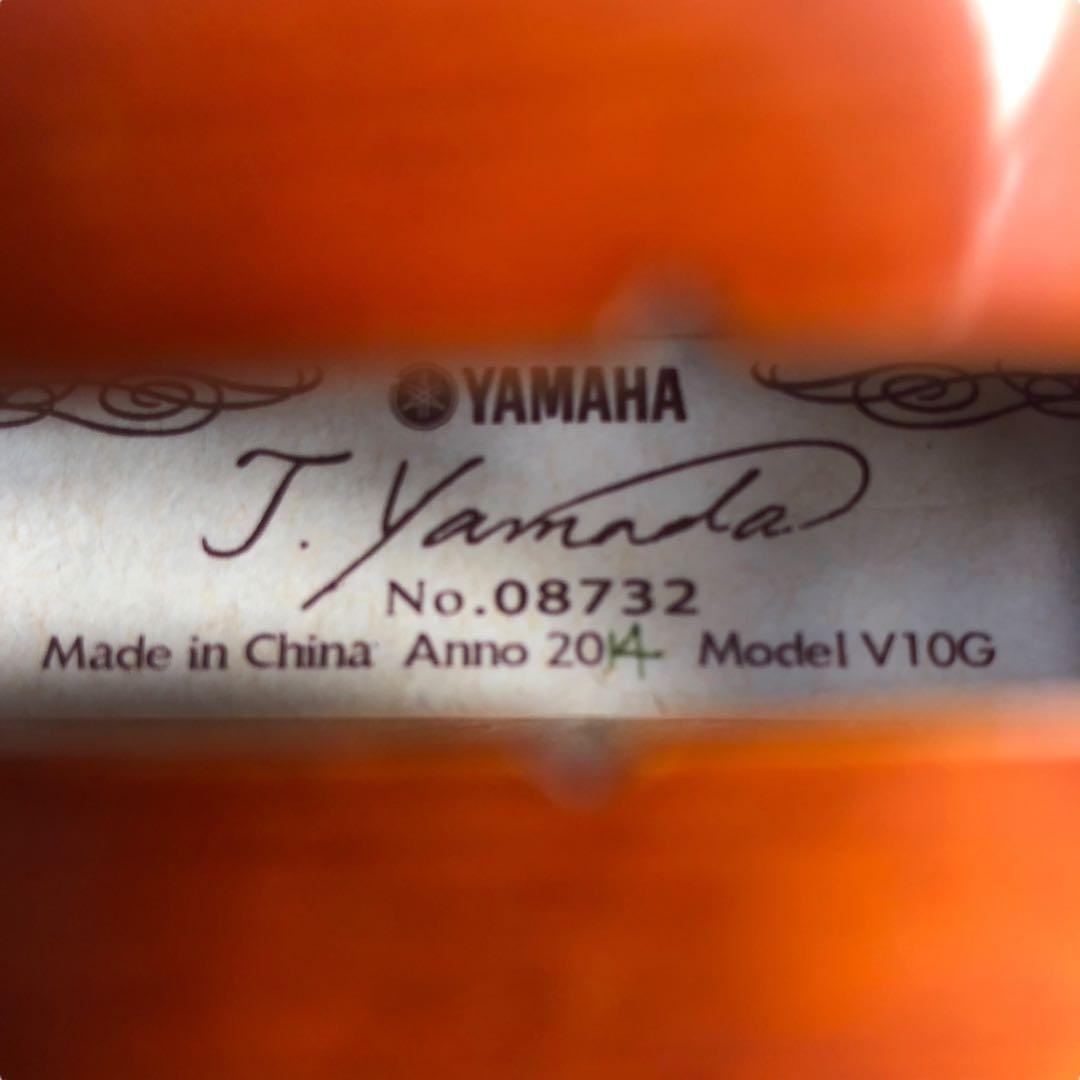 YAMAHA
J. Yamada
No.08732
Made in China Anno 2014 Model V10G